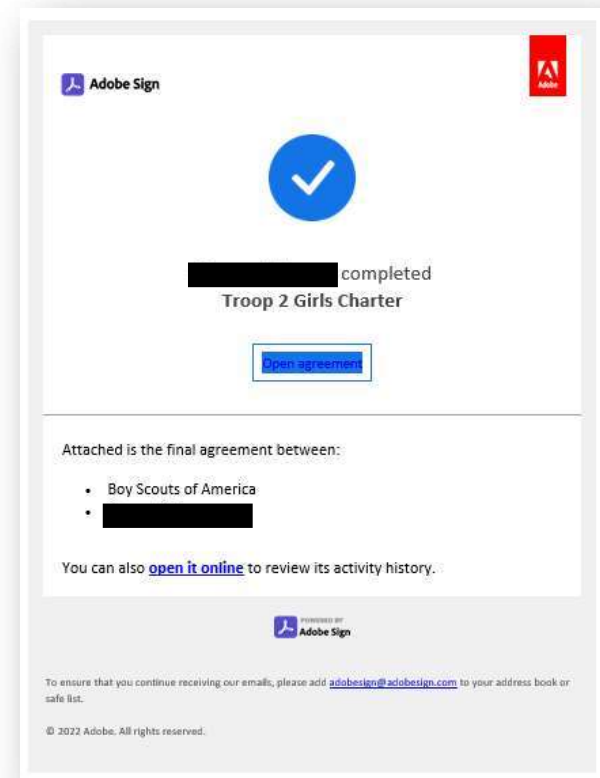 Adobe Sign
Adobe
completed
Troop 2 Girls Charter
Open agreement
Attached is the final agreement between:
• Boy Scouts of America
•
You can also open it online to review its activity history.
POWERED BY
Adobe Sign
To ensure that you continue receiving our emails, please add adobesign@adobesign.com to your address book or
safe list.
© 2022 Adobe. All rights reserved.